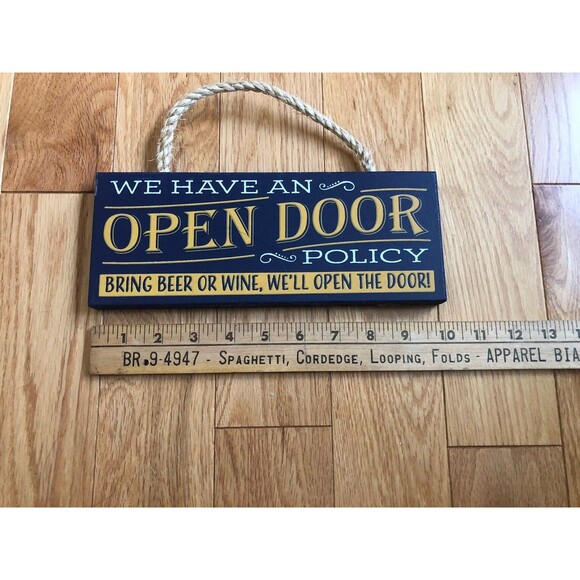 WE HAVE AN
OPEN DOOR
POLICY
BRING BEER OR WINE, WE'LL OPEN THE DOOR!
1 2 3 4 5 6 7 8 9 10 11 12 13
BR.9-4947 - SPAGHETTI, CORDEDGE, LOOPING, FOLDS - APPAREL BIA